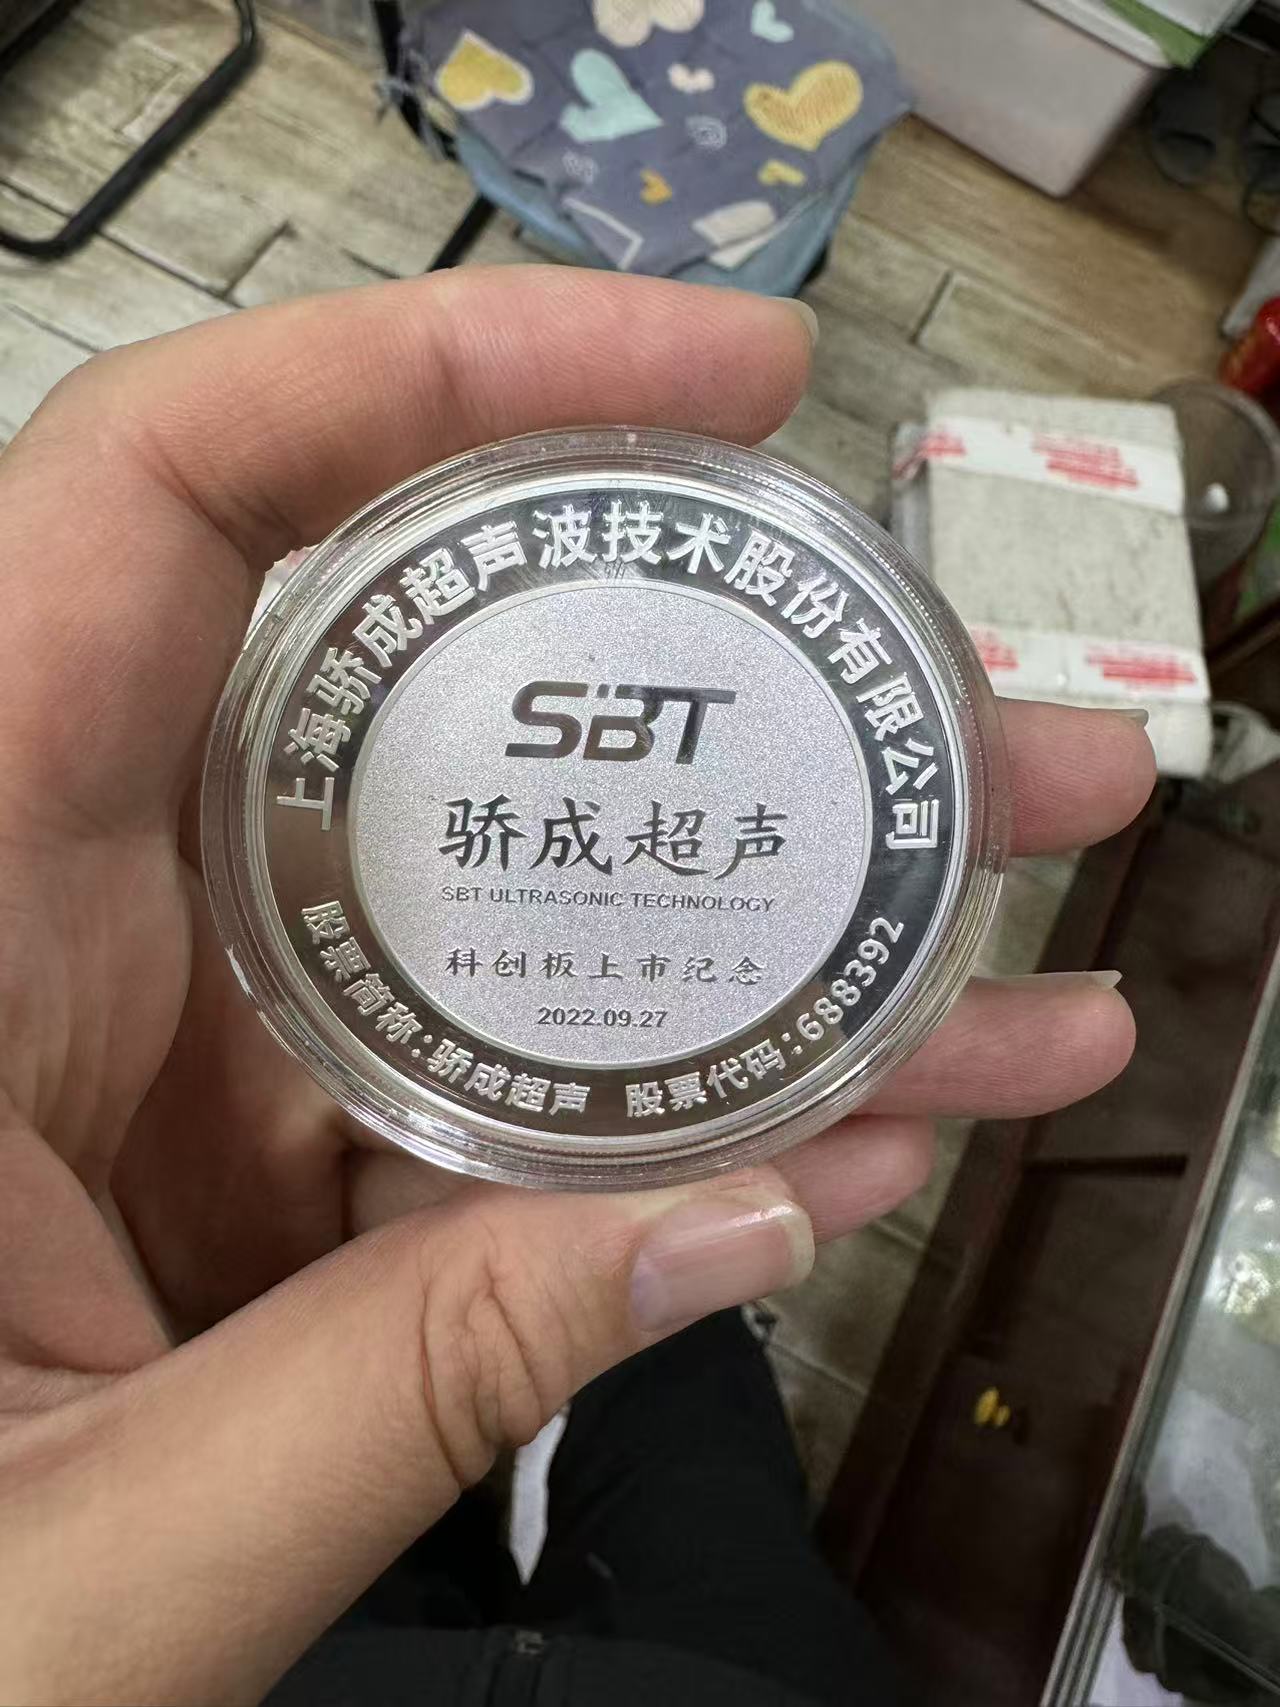 上海骄成超声波技术股份有限公司
SBT
骄成超声
SBT ULTRASONIC TECHNOLOGY
科创板上市纪念
2022.09.27
股票简称:骄成超声 股票代码:688392